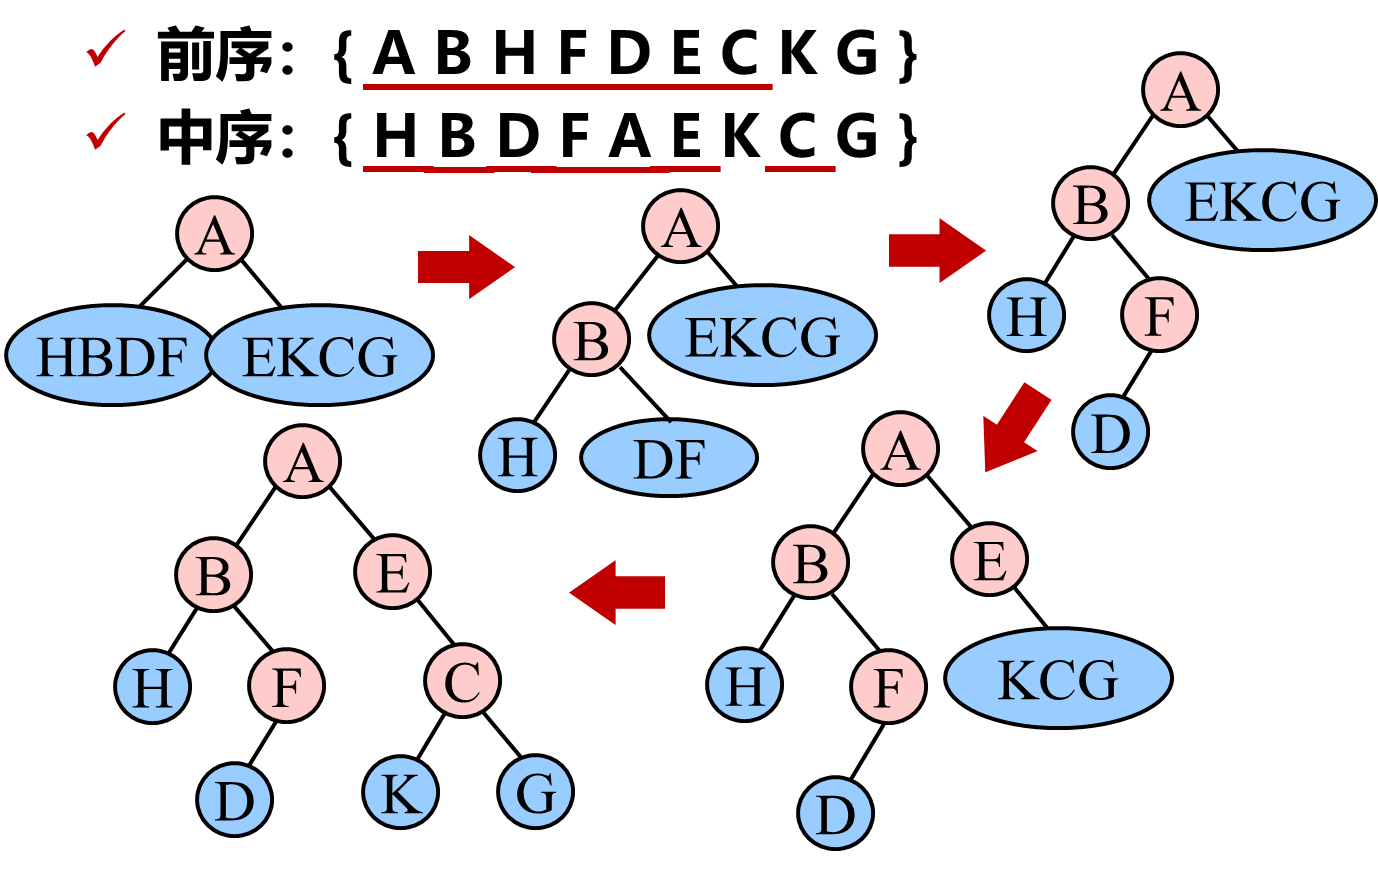 ✓ 前序：{ A B H F D E C K G }
✓ 中序：{ H B D F A E K C G }
A
HBDF EKCG
A
B EKCG
H DF
A
B EKCG
H F
D
A
B E
H F KCG
D
A
B E
H F C
D K G